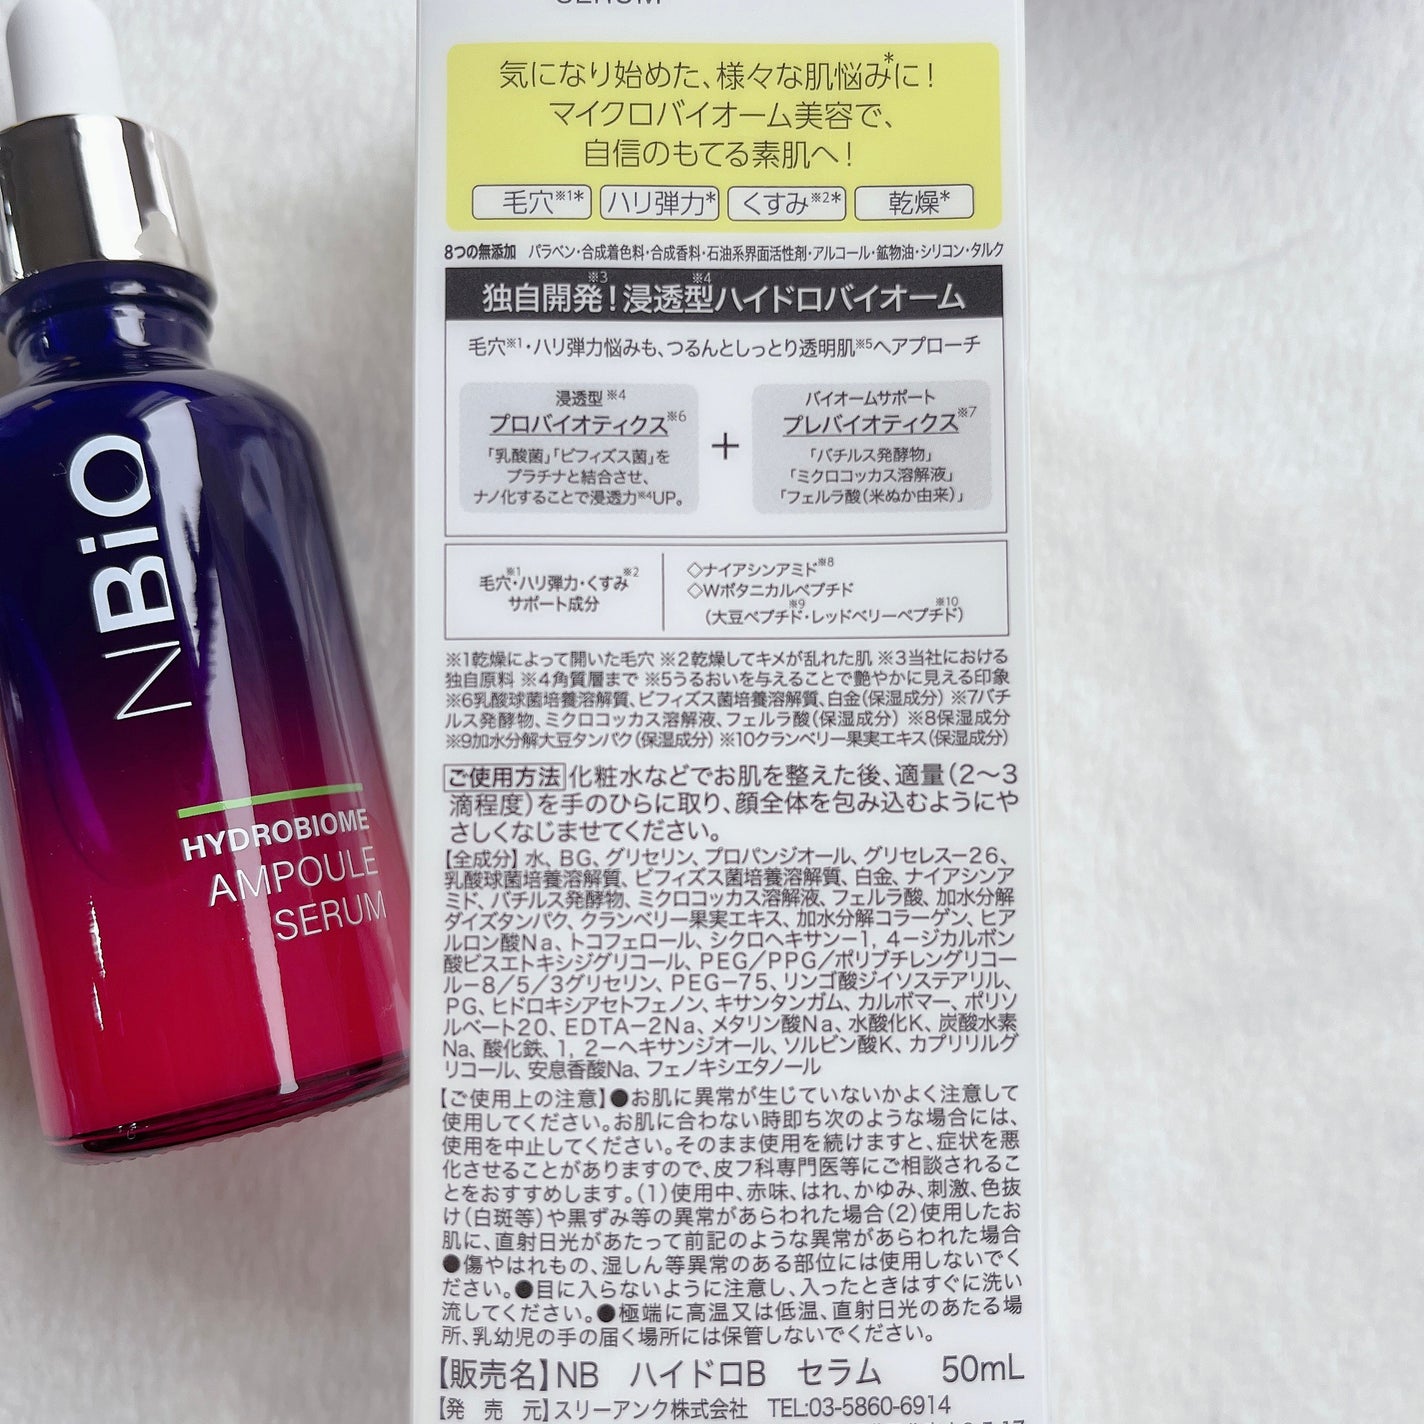 NBiO
HYDROBIOME
AMPOULE
SERUM
SERUM
気になり始めた、様々な肌悩み*に!
マイクロバイオーム美容で、
自信のもてる素肌へ!
毛穴※1* ハリ弾力* くすみ※2* 乾燥*
8つの無添加 パラベン・合成着色料・合成香料・石油系界面活性剤・アルコール・鉱物油・シリコン・タルク
独自開発※3!浸透型※4ハイドロバイオーム
毛穴※1・ハリ弾力悩みも、つるんとしっとり透明肌※5へアプローチ
浸透型※4
プロバイオティクス※6
「乳酸菌」「ビフィズス菌」を
プラチナと結合させ、
ナノ化することで浸透力※4UP。
+
バイオームサポート
プレバイオティクス※7
「バチルス発酵物」
「ミクロコッカス溶解液」
「フェルラ酸(米ぬか由来)」
毛穴※1・ハリ弾力・くすみ※2
サポート成分
◇ナイアシンアミド※8
◇Wボタニカルペプチド
(大豆ペプチド※9・レッドベリーペプチド※10)
※1乾燥によって開いた毛穴 ※2乾燥してキメが乱れた肌 ※3当社における
独自原料 ※4角質層まで ※5うるおいを与えることで艶やかに見える印象
※6乳酸球菌培養溶解質、ビフィズス菌培養溶解質、白金(保湿成分) ※7バチ
ルス発酵物、ミクロコッカス溶解液、フェルラ酸(保湿成分) ※8保湿成分
※9加水分解大豆タンパク(保湿成分) ※10クランベリー果実エキス(保湿成分)
ご使用方法 化粧水などでお肌を整えた後、適量(2〜3
滴程度)を手のひらに取り、顔全体を包み込むようにや
さしくなじませてください。
【全成分】水、BG、グリセリン、プロパンジオール、グリセレス-26、
乳酸球菌培養溶解質、ビフィズス菌培養溶解質、白金、ナイアシンア
ミド、バチルス発酵物、ミクロコッカス溶解液、フェルラ酸、加水分解
ダイズタンパク、クランベリー果実エキス、加水分解コラーゲン、ヒア
ルロン酸Na、トコフェロール、シクロヘキサン-1,4-ジカルボン
酸ビスエトキシジグリコール、PEG/PPG/ポリブチレングリコー
ル-8/5/3グリセリン、PEG-75、リンゴ酸ジイソステアリル、
PG、ヒドロキシアセトフェノン、キサンタンガム、カルボマー、ポリソ
ルベート20、EDTA-2Na、メタリン酸Na、水酸化K、炭酸水素
Na、酸化鉄、1,2-ヘキサンジオール、ソルビン酸K、カプリリルグ
リコール、安息香酸Na、フェノキシエタノール
【ご使用上の注意】●お肌に異常が生じていないかよく注意して
使用してください。お肌に合わない時即ち次のような場合には、
使用を中止してください。そのまま使用を続けますと、症状を悪
化させることがありますので、皮フ科専門医等にご相談されるこ
とをおすすめします。(1)使用中、赤味、はれ、かゆみ、刺激、色抜
け(白斑等)や黒ずみ等の異常があらわれた場合(2)使用したお
肌に、直射日光があたって前記のような異常があらわれた場合
●傷やはれもの、湿しん等異常のある部位には使用しないでく
ださい。●目に入らないように注意し、入ったときはすぐに洗い
流してください。●極端に高温又は低温、直射日光のあたる場
所、乳幼児の手の届く場所には保管しないでください。
【販売名】NB ハイドロB セラム 50mL
【発 売 元】スリーアンク株式会社 TEL:03-5860-6914